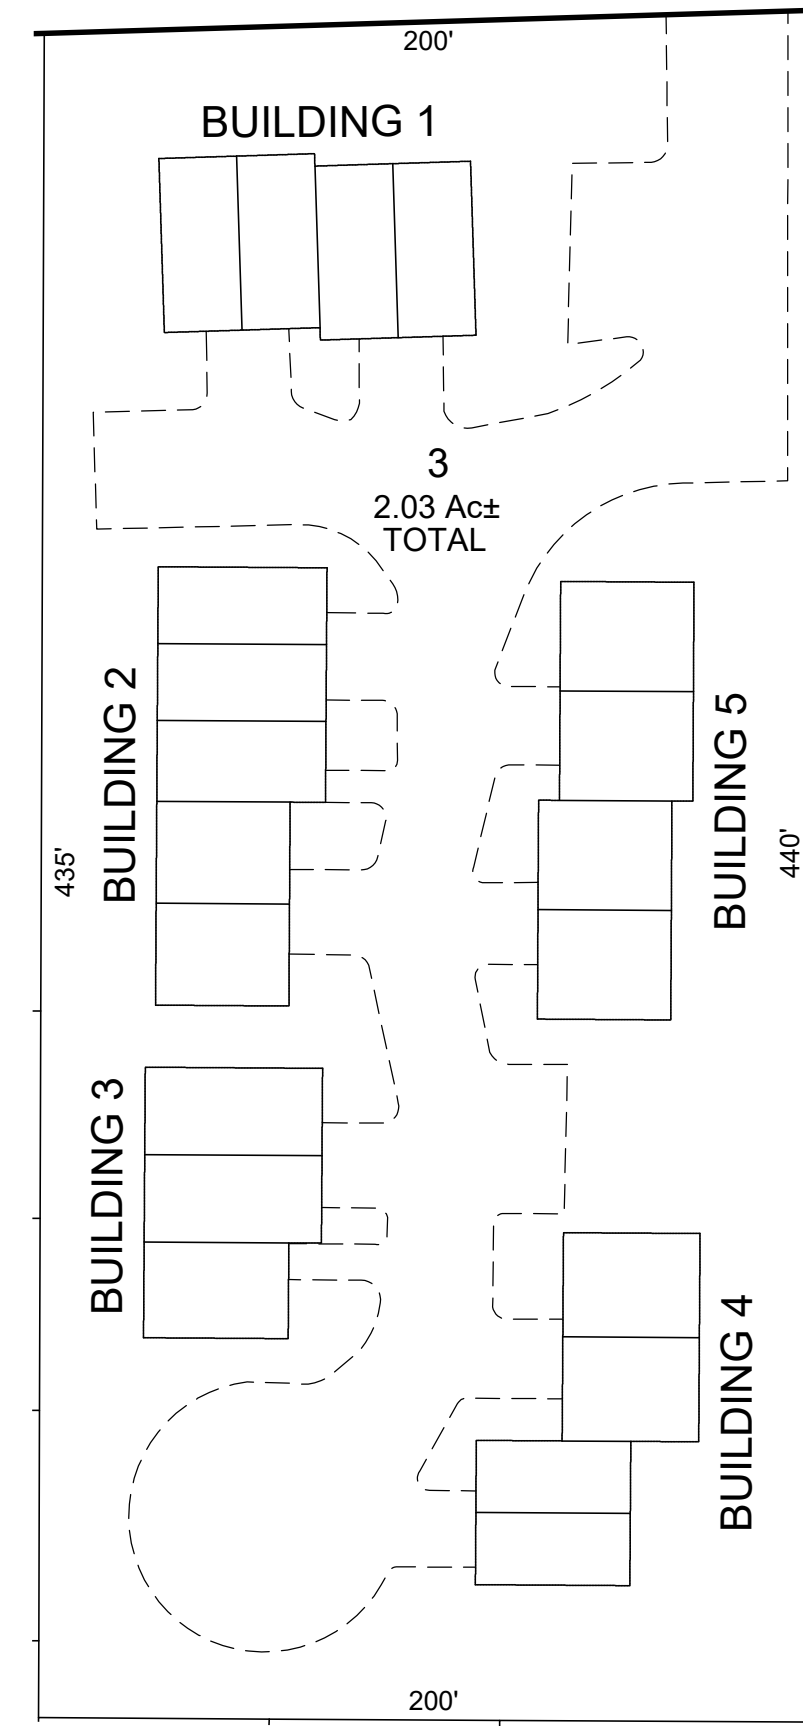 200'
BUILDING 1
3
2.03 Ac±
TOTAL
BUILDING 2
BUILDING 5
435'
440'
BUILDING 3
BUILDING 4
200'